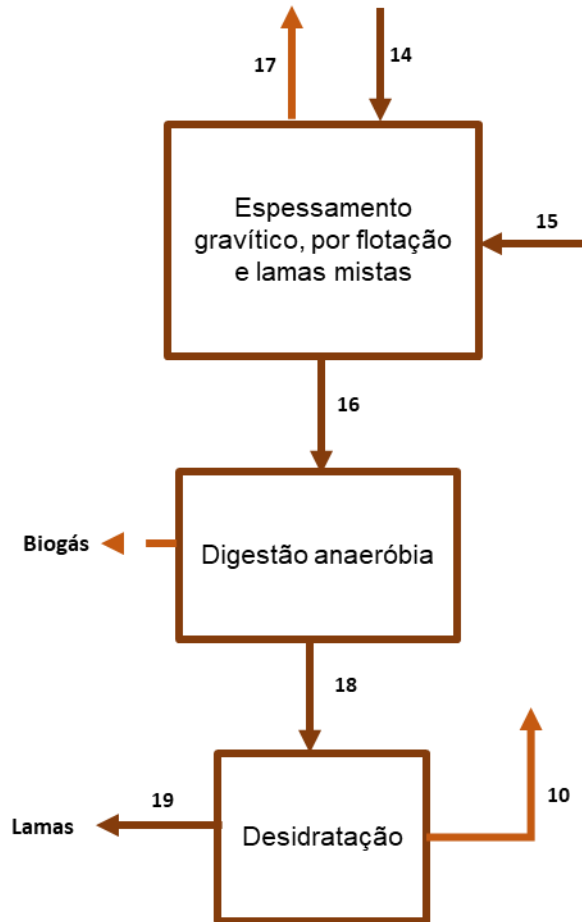 17
14
Espessamento
gravítico, por flotação
e lamas mistas
15
16
Biogás
Digestão anaeróbia
18
10
19
Lamas
Desidratação